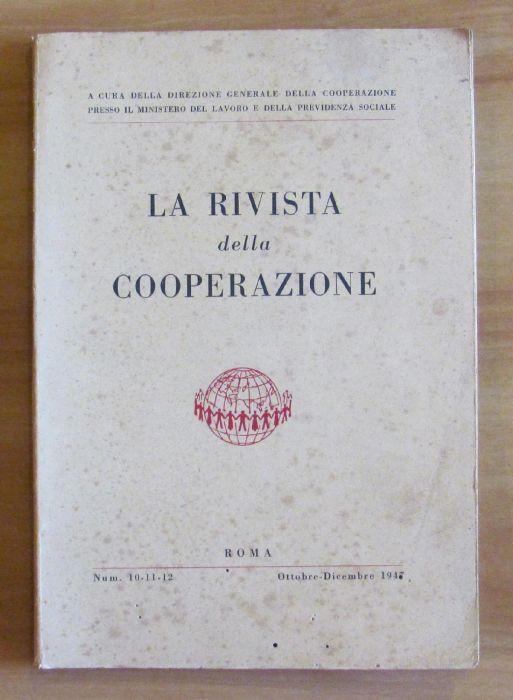 A CURA DELLA DIREZIONE GENERALE DELLA COOPERAZIONE
PRESSO IL MINISTERO DEL LAVORO E DELLA PREVIDENZA SOCIALE
LA RIVISTA
della
COOPERAZIONE
ROMA
Num. 10-11-12 Ottobre-Dicembre 1947